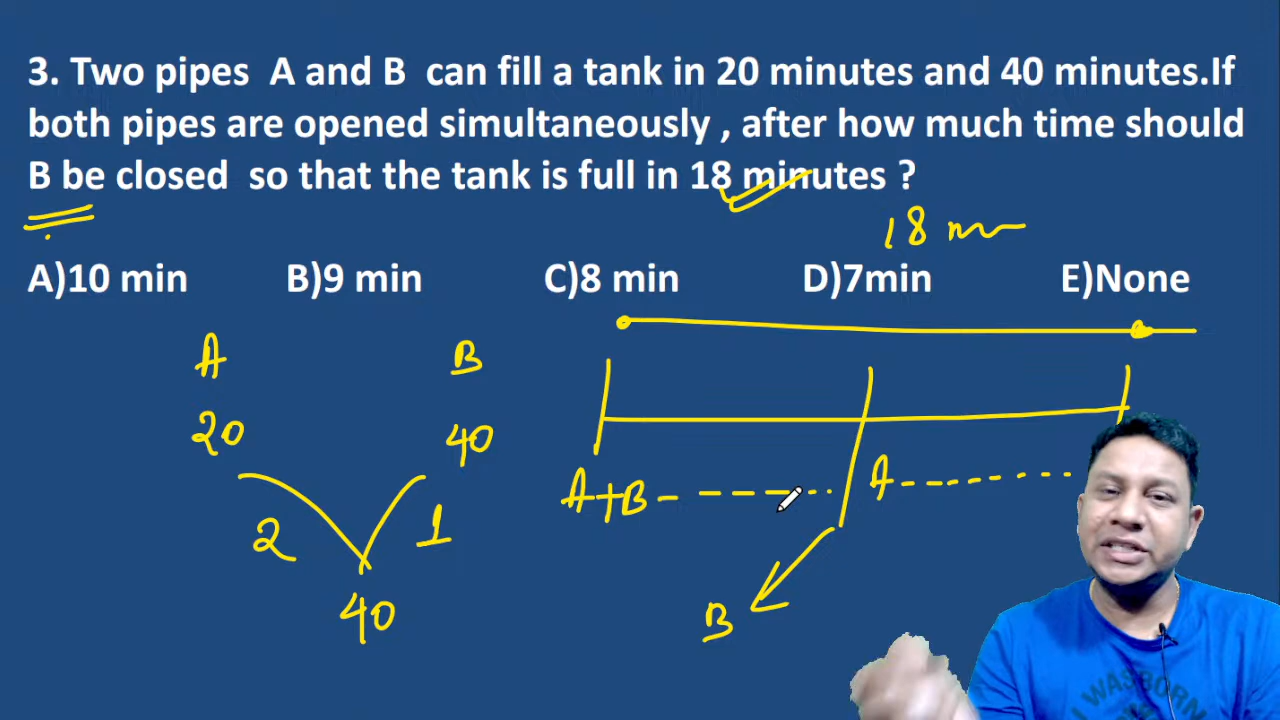 3. Two pipes A and B can fill a tank in 20 minutes and 40 minutes.If
both pipes are opened simultaneously , after how much time should
B be closed so that the tank is full in 18 minutes ?
18 m
A)10 min B)9 min C)8 min D)7min E)None
A B
20 40
A+B A
2 1
40
B
I WASBORN